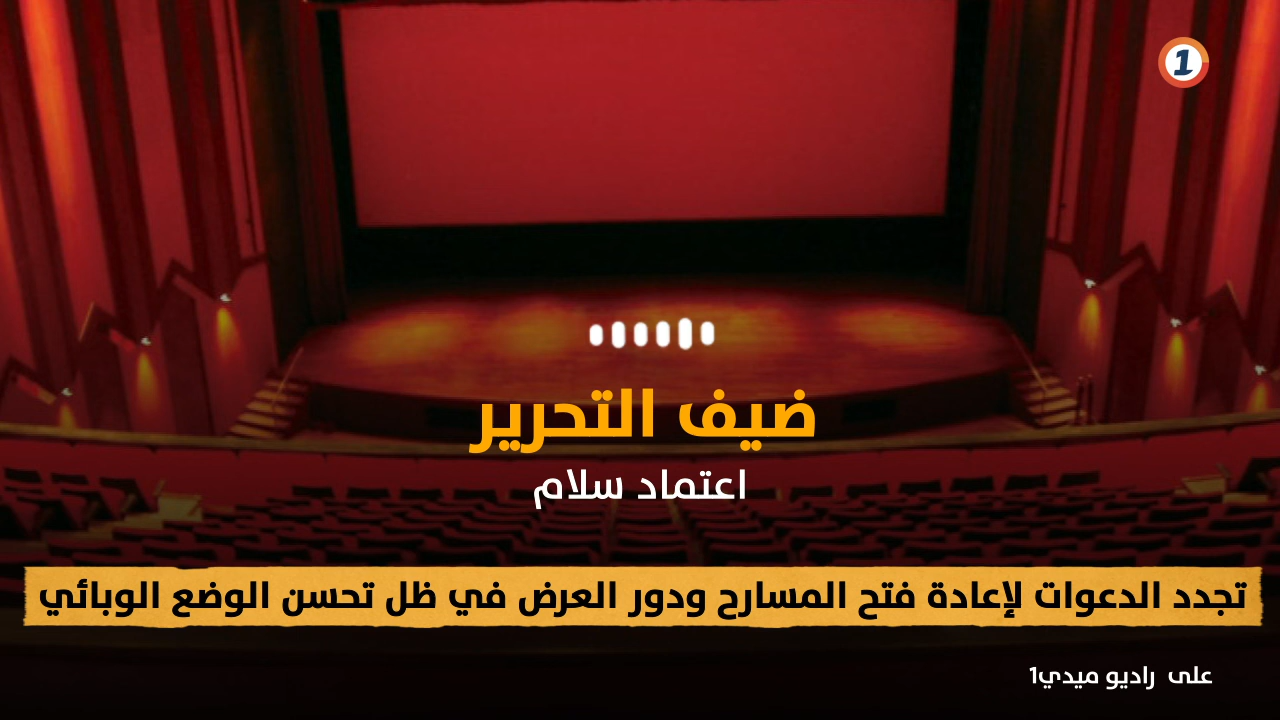 1
ضيف التحرير
اعتماد سلام
تجدد الدعوات لإعادة فتح المسارح ودور العرض في ظل تحسن الوضع الوبائي
على راديو ميدي1